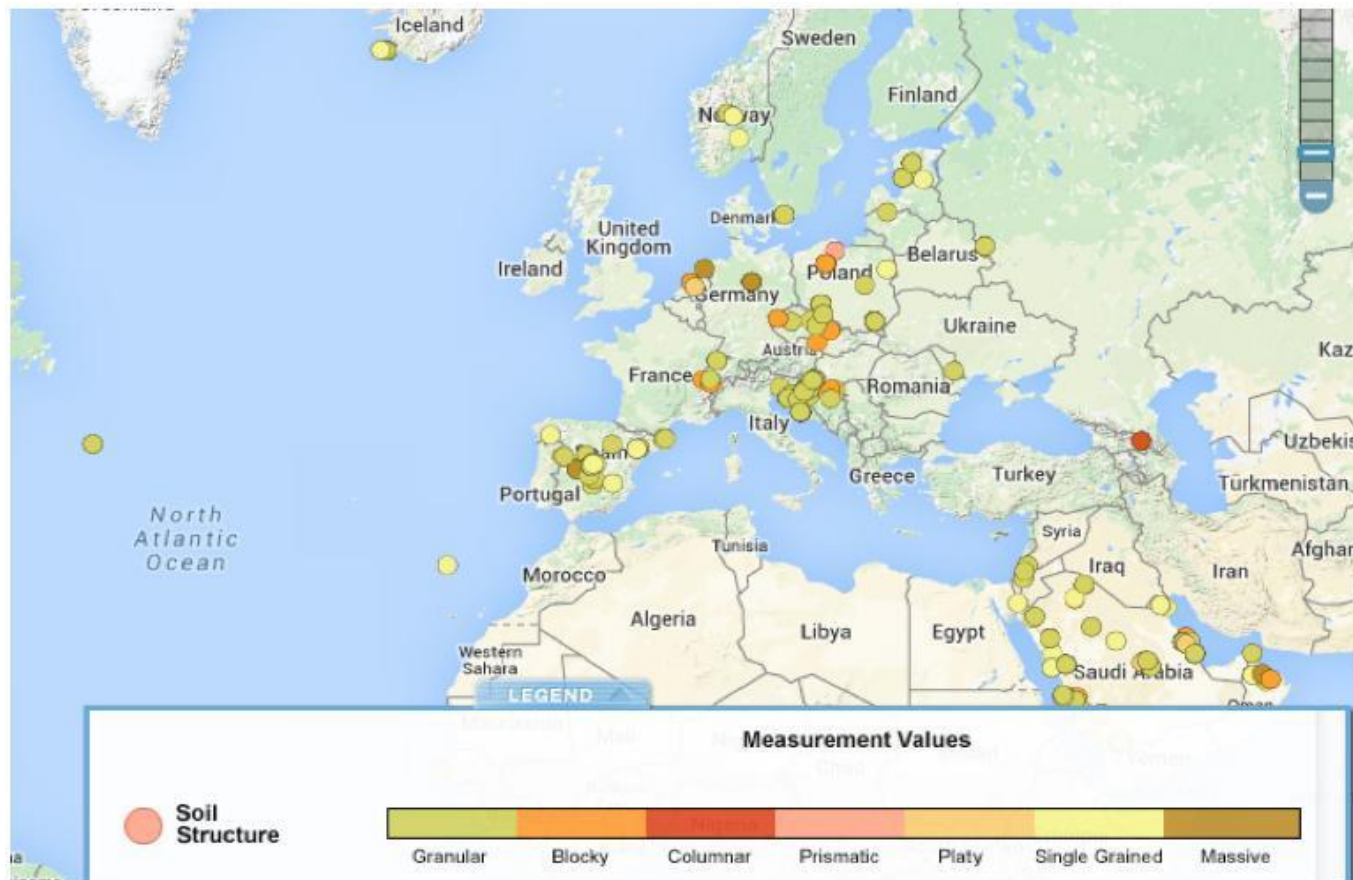 Iceland
Sweden
Finland
Norway
Denmark
United
Kingdom
Ireland
Belarus
Poland
Germany
Ukraine
Austria
Kaz
France
Romania
Italy
Uzbekis
Greece
Turkey
Türkmenistan
Portugal
North
Atlantic
Ocean
Syria
Afghan
Tunisia
Iraq
Iran
Morocco
Algeria
Libya
Egypt
Western
Sahara
Saudi Arabia
LEGEND
Oman
Measurement Values
Soil
Structure
Granular
Blocky
Columnar
Prismatic
Platy
Single Grained
Massive